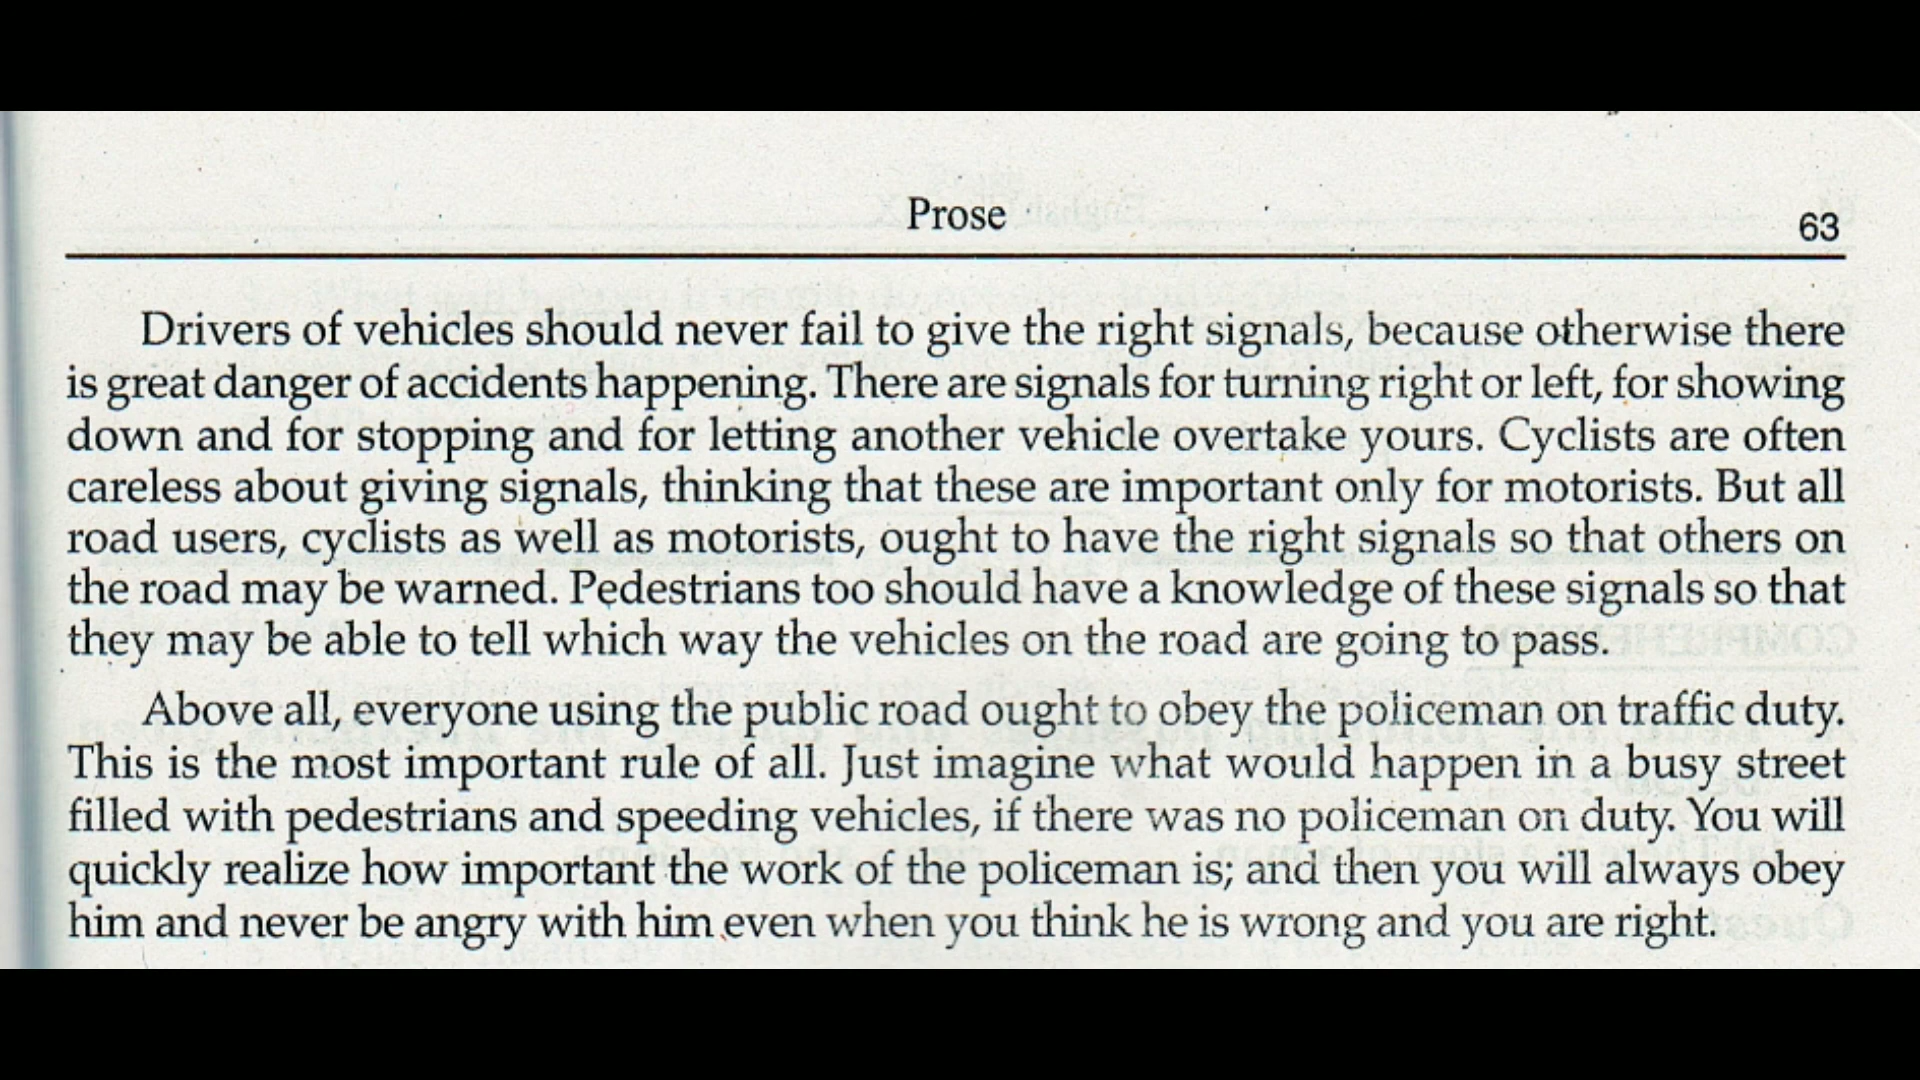 Prose
63
Drivers of vehicles should never fail to give the right signals, because otherwise there
is great danger of accidents happening. There are signals for turning right or left, for showing
down and for stopping and for letting another vehicle overtake yours. Cyclists are often
careless about giving signals, thinking that these are important only for motorists. But all
road users, cyclists as well as motorists, ought to have the right signals so that others on
the road may be warned. Pedestrians too should have a knowledge of these signals so that
they may be able to tell which way the vehicles on the road are going to pass.
Above all, everyone using the public road ought to obey the policeman on traffic duty.
This is the most important rule of all. Just imagine what would happen in a busy street
filled with pedestrians and speeding vehicles, if there was no policeman on duty. You will
quickly realize how important the work of the policeman is; and then you will always obey
him and never be angry with him even when you think he is wrong and you are right.